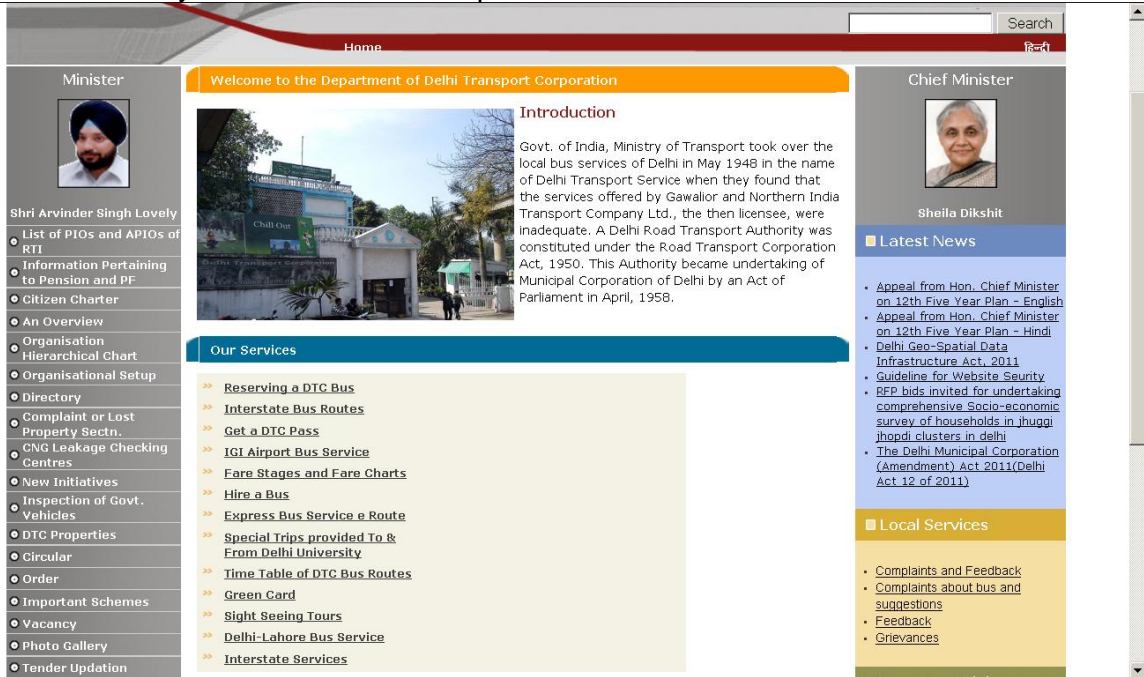 Search
Home
हिन्दी
Minister
Shri Arvinder Singh Lovely
List of PIOs and APIOs of
RTI
Information Pertaining
to Pension and PF
Citizen Charter
An Overview
Organisation
Hierarchical Chart
Organisational Setup
Directory
Complaint or Lost
Property Sectn.
CNG Leakage Checking
Centres
New Initiatives
Inspection of Govt.
Vehicles
DTC Properties
Circular
Order
Important Schemes
Vacancy
Photo Gallery
Tender Updation
Welcome to the Department of Delhi Transport Corporation
Chill Out
Delhi Transport Corporation
Introduction
Govt. of India, Ministry of Transport took over the
local bus services of Delhi in May 1948 in the name
of Delhi Transport Service when they found that
the services offered by Gawalior and Northern India
Transport Company Ltd., the then licensee, were
inadequate. A Delhi Road Transport Authority was
constituted under the Road Transport Corporation
Act, 1950. This Authority became undertaking of
Municipal Corporation of Delhi by an Act of
Parliament in April, 1958.
Our Services
Reserving a DTC Bus
Interstate Bus Routes
Get a DTC Pass
IGI Airport Bus Service
Fare Stages and Fare Charts
Hire a Bus
Express Bus Service e Route
Special Trips provided To &
From Delhi University
Time Table of DTC Bus Routes
Green Card
Sight Seeing Tours
Delhi-Lahore Bus Service
Interstate Services
Chief Minister
Sheila Dikshit
Latest News
Appeal from Hon. Chief Minister
on 12th Five Year Plan - English
Appeal from Hon. Chief Minister
on 12th Five Year Plan - Hindi
Delhi Geo-Spatial Data
Infrastructure Act, 2011
Guideline for Website Seurity
RFP bids invited for undertaking
comprehensive Socio-economic
survey of households in jhuggi
jhopdi clusters in delhi
The Delhi Municipal Corporation
(Amendment) Act 2011(Delhi
Act 12 of 2011)
Local Services
Complaints and Feedback
Complaints about bus and
suggestions
Feedback
Grievances